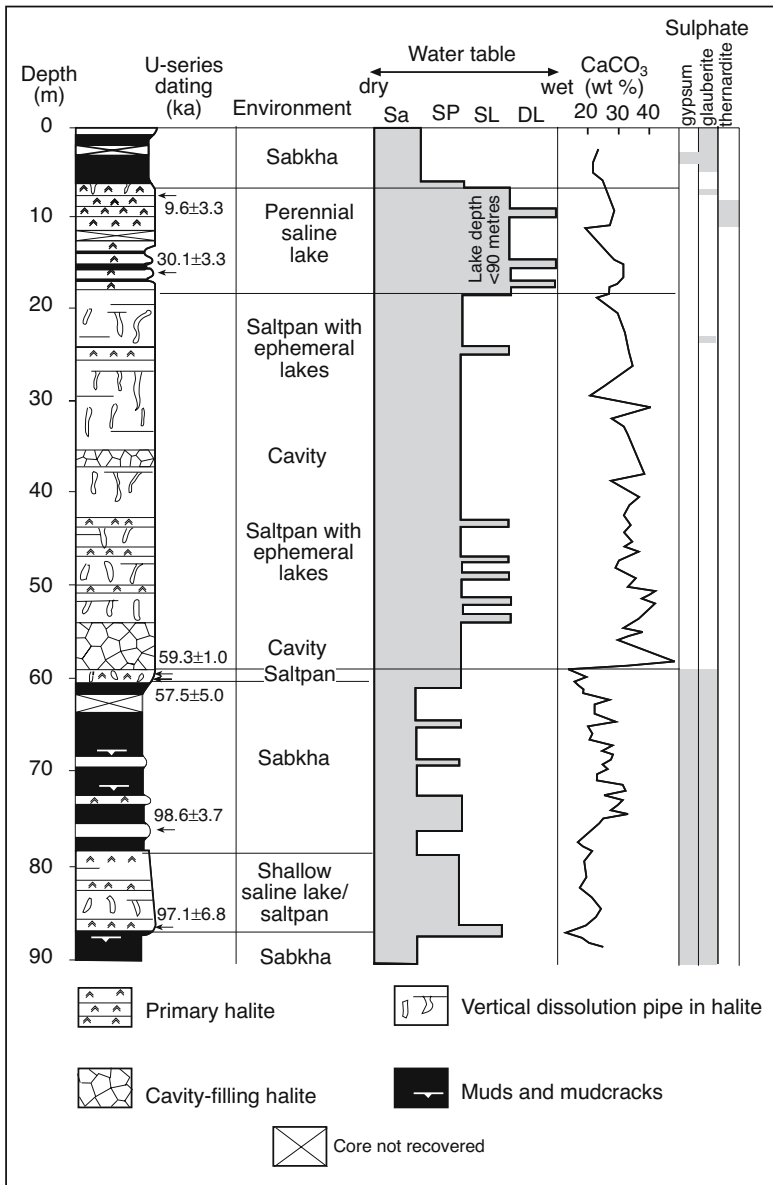 Sulphate
Water table
Depth
(m)
U-series
dating
(ka)
Environment
dry
wet
Sa
SP
SL
DL
CaCO3
(wt %)
20 30 40
gypsum
glauberite
thernardite
0
10
20
30
40
50
60
70
80
90
9.6±3.3
30.1±3.3
59.3±1.0
57.5±5.0
98.6±3.7
97.1±6.8
Sabkha
Perennial
saline
lake
Lake depth
<90 metres
Saltpan with
ephemeral
lakes
Cavity
Saltpan with
ephemeral
lakes
Cavity
Saltpan
Sabkha
Shallow
saline lake/
saltpan
Sabkha
Primary halite
Vertical dissolution pipe in halite
Cavity-filling halite
Muds and mudcracks
Core not recovered